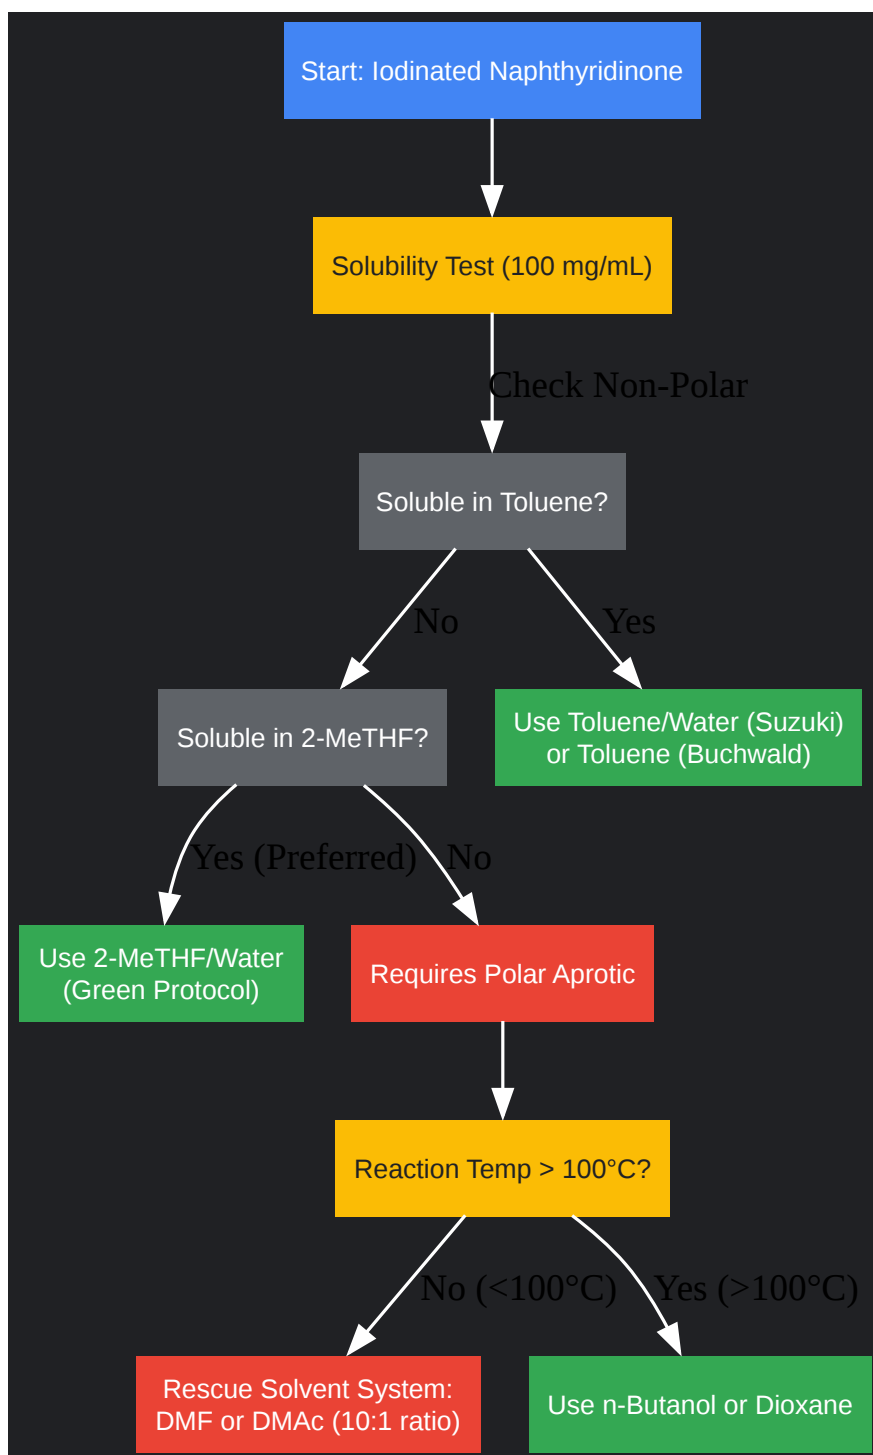 Start: Iodinated Naphthyridinone
Solubility Test (100 mg/mL)
Check Non-Polar
Soluble in Toluene?
No
Yes
Soluble in 2-MeTHF?
Use Toluene/Water (Suzuki)
or Toluene (Buchwald)
Yes (Preferred)
No
Use 2-MeTHF/Water
(Green Protocol)
Requires Polar Aprotic
Reaction Temp > 100°C?
No (<100°C)
Yes (>100°C)
Rescue Solvent System:
DMF or DMAc (10:1 ratio)
Use n-Butanol or Dioxane